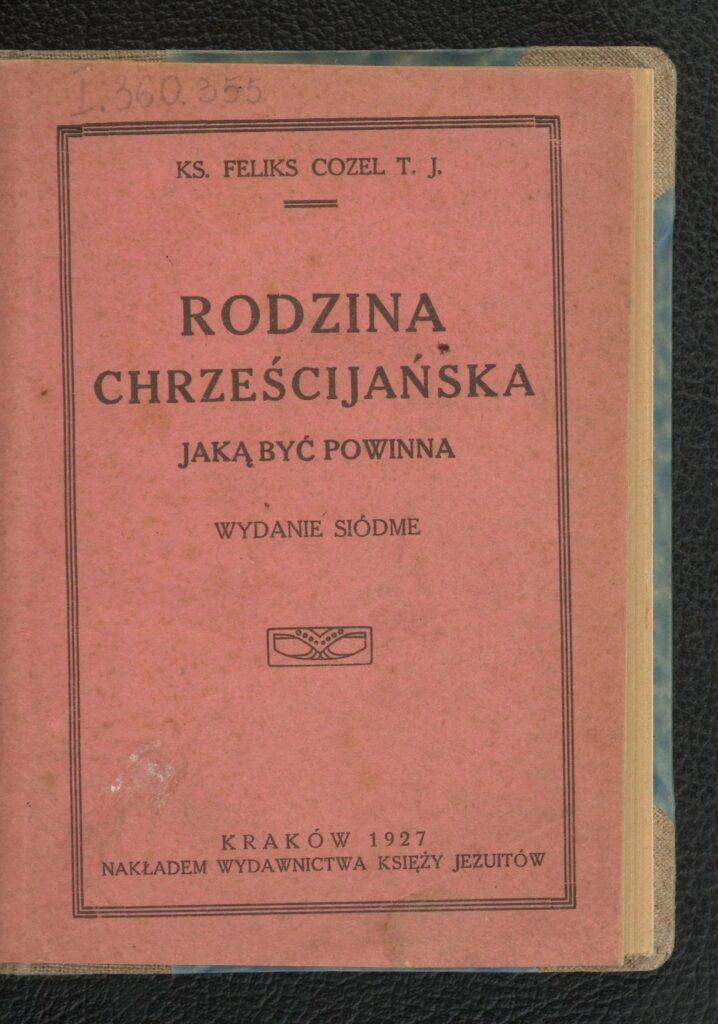 I.360.355
KS. FELIKS COZEL T. J.
RODZINA
CHRZEŚCIJAŃSKA
JAKĄ BYĆ POWINNA
WYDANIE SIÓDME
KRAKÓW 1927
NAKŁADEM WYDAWNICTWA KSIĘŻY JEZUITÓW